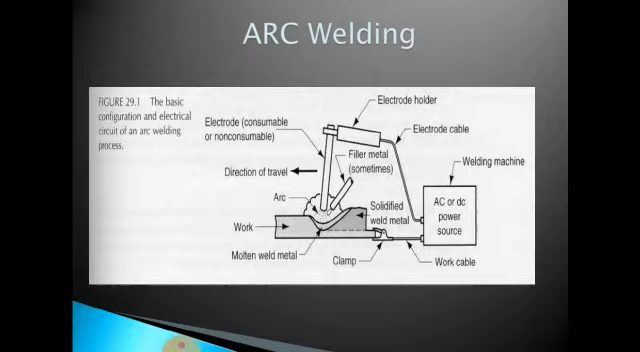 ARC Welding
FIGURE 29.1 The basic
configuration and electrical
circuit of an arc welding
process.
Electrode holder
Electrode (consumable
or nonconsumable)
Electrode cable
Filler metal
(sometimes)
Welding machine
Direction of travel
Arc
Solidified
weld metal
AC or dc
power
source
Work
Molten weld metal
Clamp
Work cable